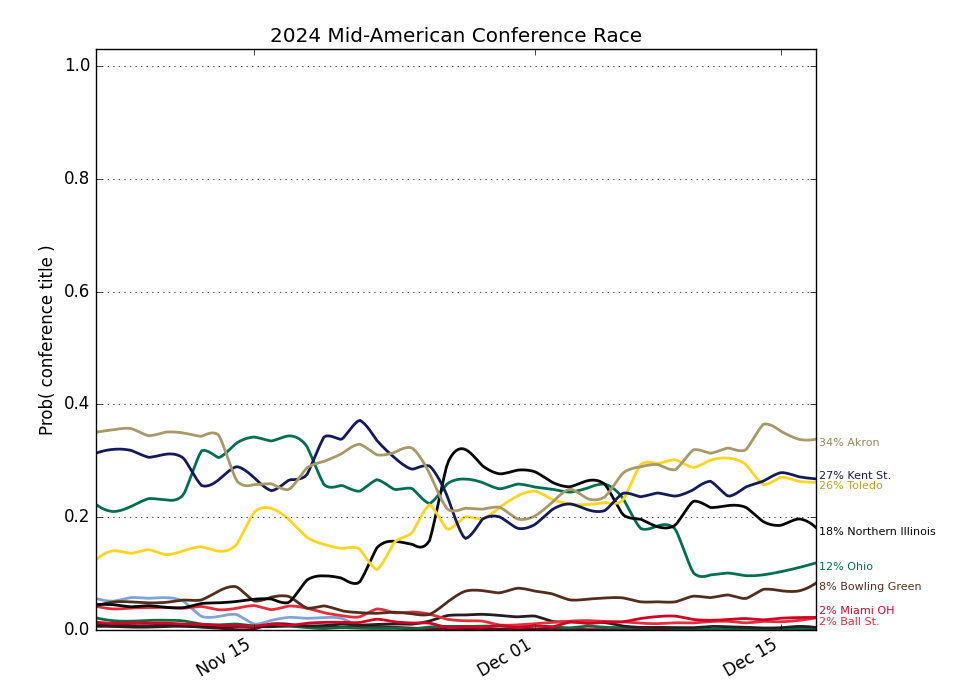 2024 Mid-American Conference Race
Prob( conference title )
1.0
0.8
0.6
0.4
0.2
0.0
34% Akron
27% Kent St.
26% Toledo
18% Northern Illinois
12% Ohio
8% Bowling Green
2% Miami OH
2% Ball St.
Nov 15
Dec 01
Dec 15